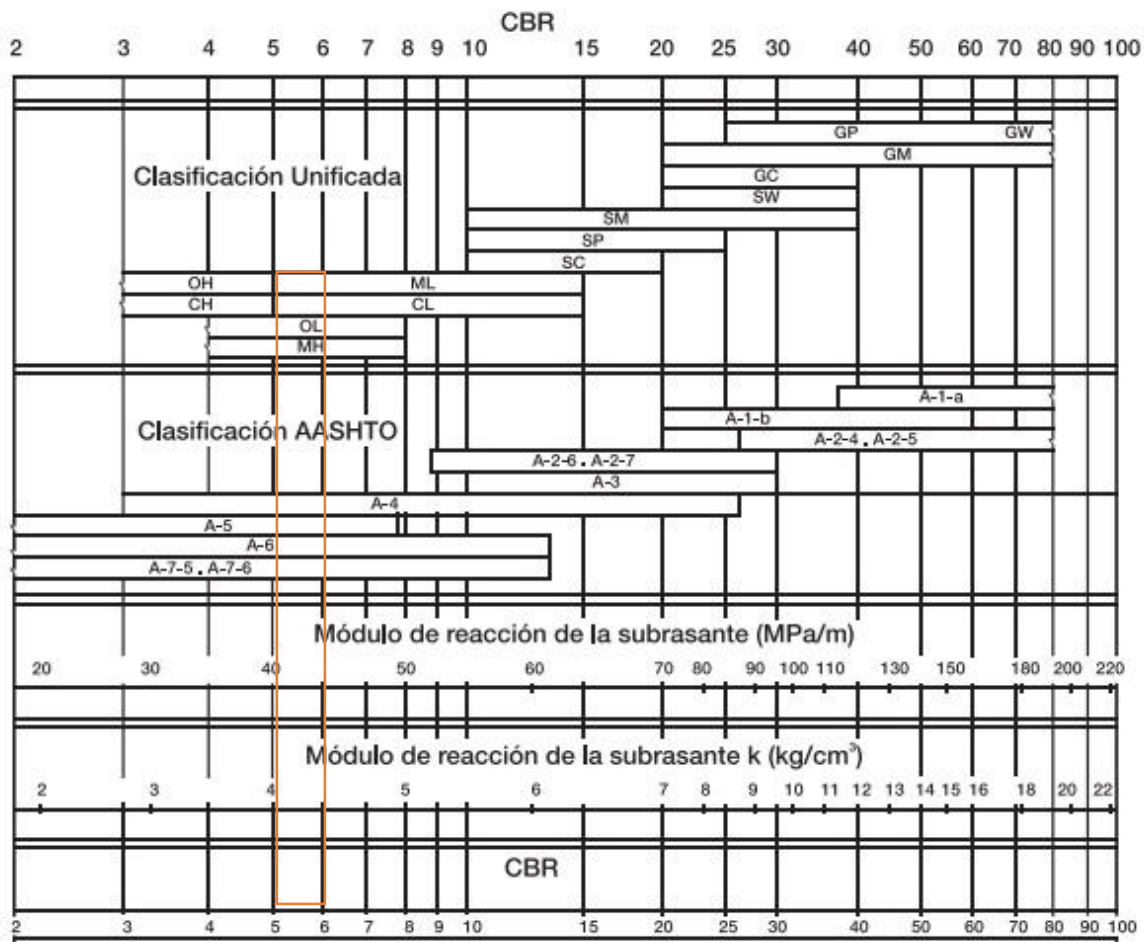 CBR
2 3 4 5 6 7 8 9 10 15 20 25 30 40 50 60 70 80 90 100
GP GW
GM
Clasificación Unificada
GC
SW
SM
SP
SC
OH ML
CH CL
OL
MH
A-1-a
A-1-b
Clasificación AASHTO
A-2-4 . A-2-5
A-2-6 . A-2-7
A-3
A-4
A-5
A-6
A-7-5 . A-7-6
Módulo de reacción de la subrasante (MPa/m)
20 30 40 50 60 70 80 90 100 110 130 150 180 200 220
Módulo de reacción de la subrasante k (kg/cm³)
2 3 4 5 6 7 8 9 10 11 12 13 14 15 16 18 20 22
CBR
2 3 4 5 6 7 8 9 10 15 20 25 30 40 50 60 70 80 90 100